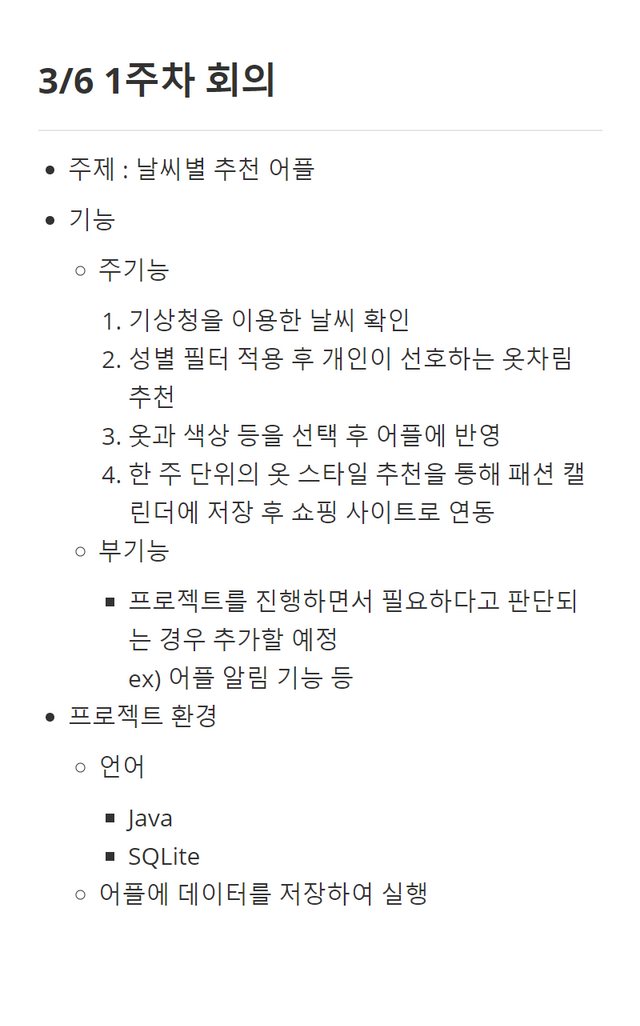 3/6 1주차 회의
주제 : 날씨별 추천 어플
기능
주기능
1. 기상청을 이용한 날씨 확인
2. 성별 필터 적용 후 개인이 선호하는 옷차림
추천
3. 옷과 색상 등을 선택 후 어플에 반영
4. 한 주 단위의 옷 스타일 추천을 통해 패션 캘
린더에 저장 후 쇼핑 사이트로 연동
부기능
프로젝트를 진행하면서 필요하다고 판단되
는 경우 추가할 예정
ex) 어플 알림 기능 등
프로젝트 환경
언어
Java
SQLite
어플에 데이터를 저장하여 실행